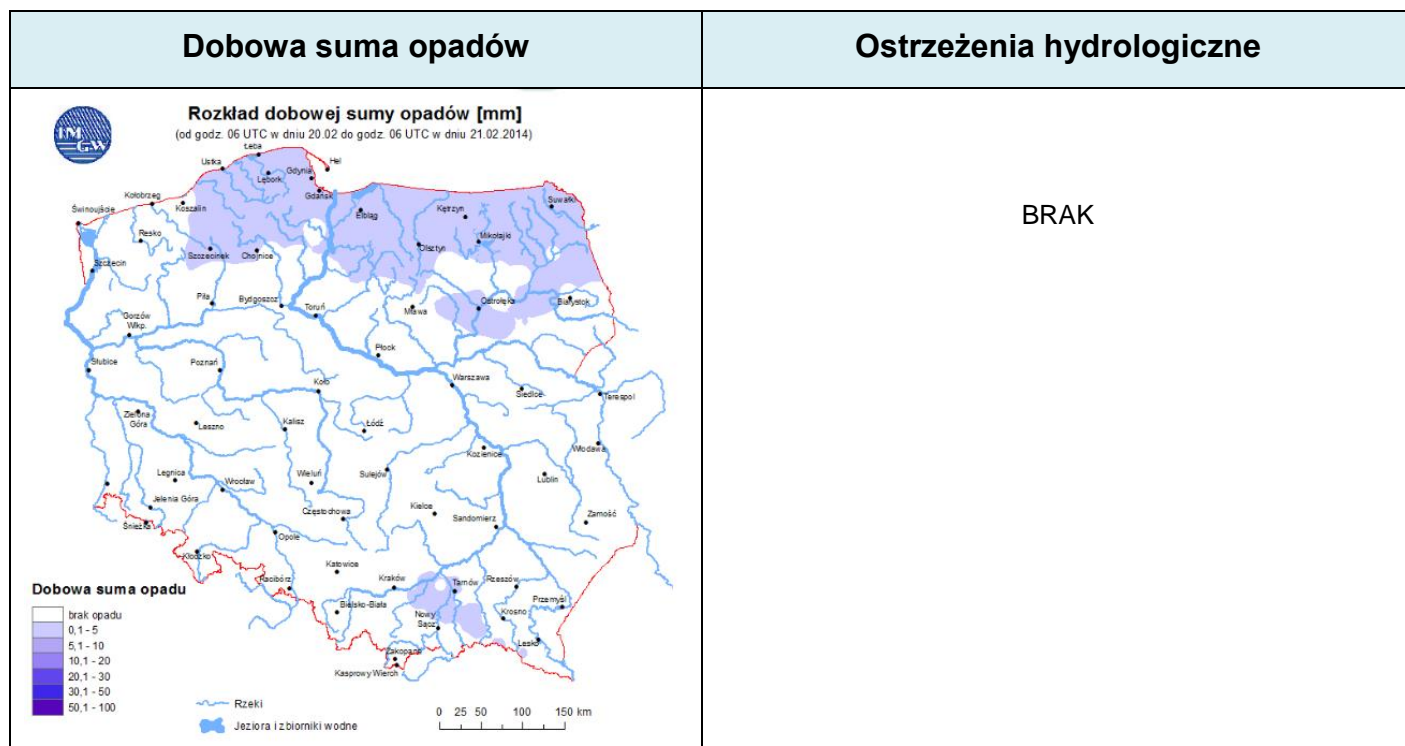 Dobowa suma opadów
Ostrzeżenia hydrologiczne
IM
GW
Rozkład dobowej sumy opadów [mm]
(od godz. 06 UTC w dniu 20.02 do godz. 06 UTC w dniu 21.02.2014)
BRAK
Łeba
Ustka
Hel
Lębork
Gdynia
Gdańsk
Kołobrzeg
Koszalin
Świnoujście
Elbląg
Kętrzyn
Suwałki
Resko
Mikołajki
Olsztyn
Szczecinek
Chojnice
Szczecin
Piła
Bydgoszcz
Toruń
Mława
Ostrołęka
Białystok
Gorzów
Wlkp.
Płock
Słubice
Poznań
Koło
Warszawa
Siedlce
Terespol
Zielona
Góra
Leszno
Kalisz
Łódź
Włodawa
Kozienice
Legnica
Wrocław
Wieluń
Sulejów
Lublin
Jelenia Góra
Śnieżka
Częstochowa
Kielce
Sandomierz
Zamość
Opole
Kłodzko
Katowice
Racibórz
Kraków
Tarnów
Rzeszów
Bielsko-Biała
Nowy
Sącz
Krosno
Przemyśl
Lesko
Zakopane
Kasprowy Wierch
Dobowa suma opadu
brak opadu
0,1 - 5
5,1 - 10
10,1 - 20
20,1 - 30
30,1 - 50
50,1 - 100
Rzeki
Jeziora i zbiorniki wodne
0 25 50 100 150 km